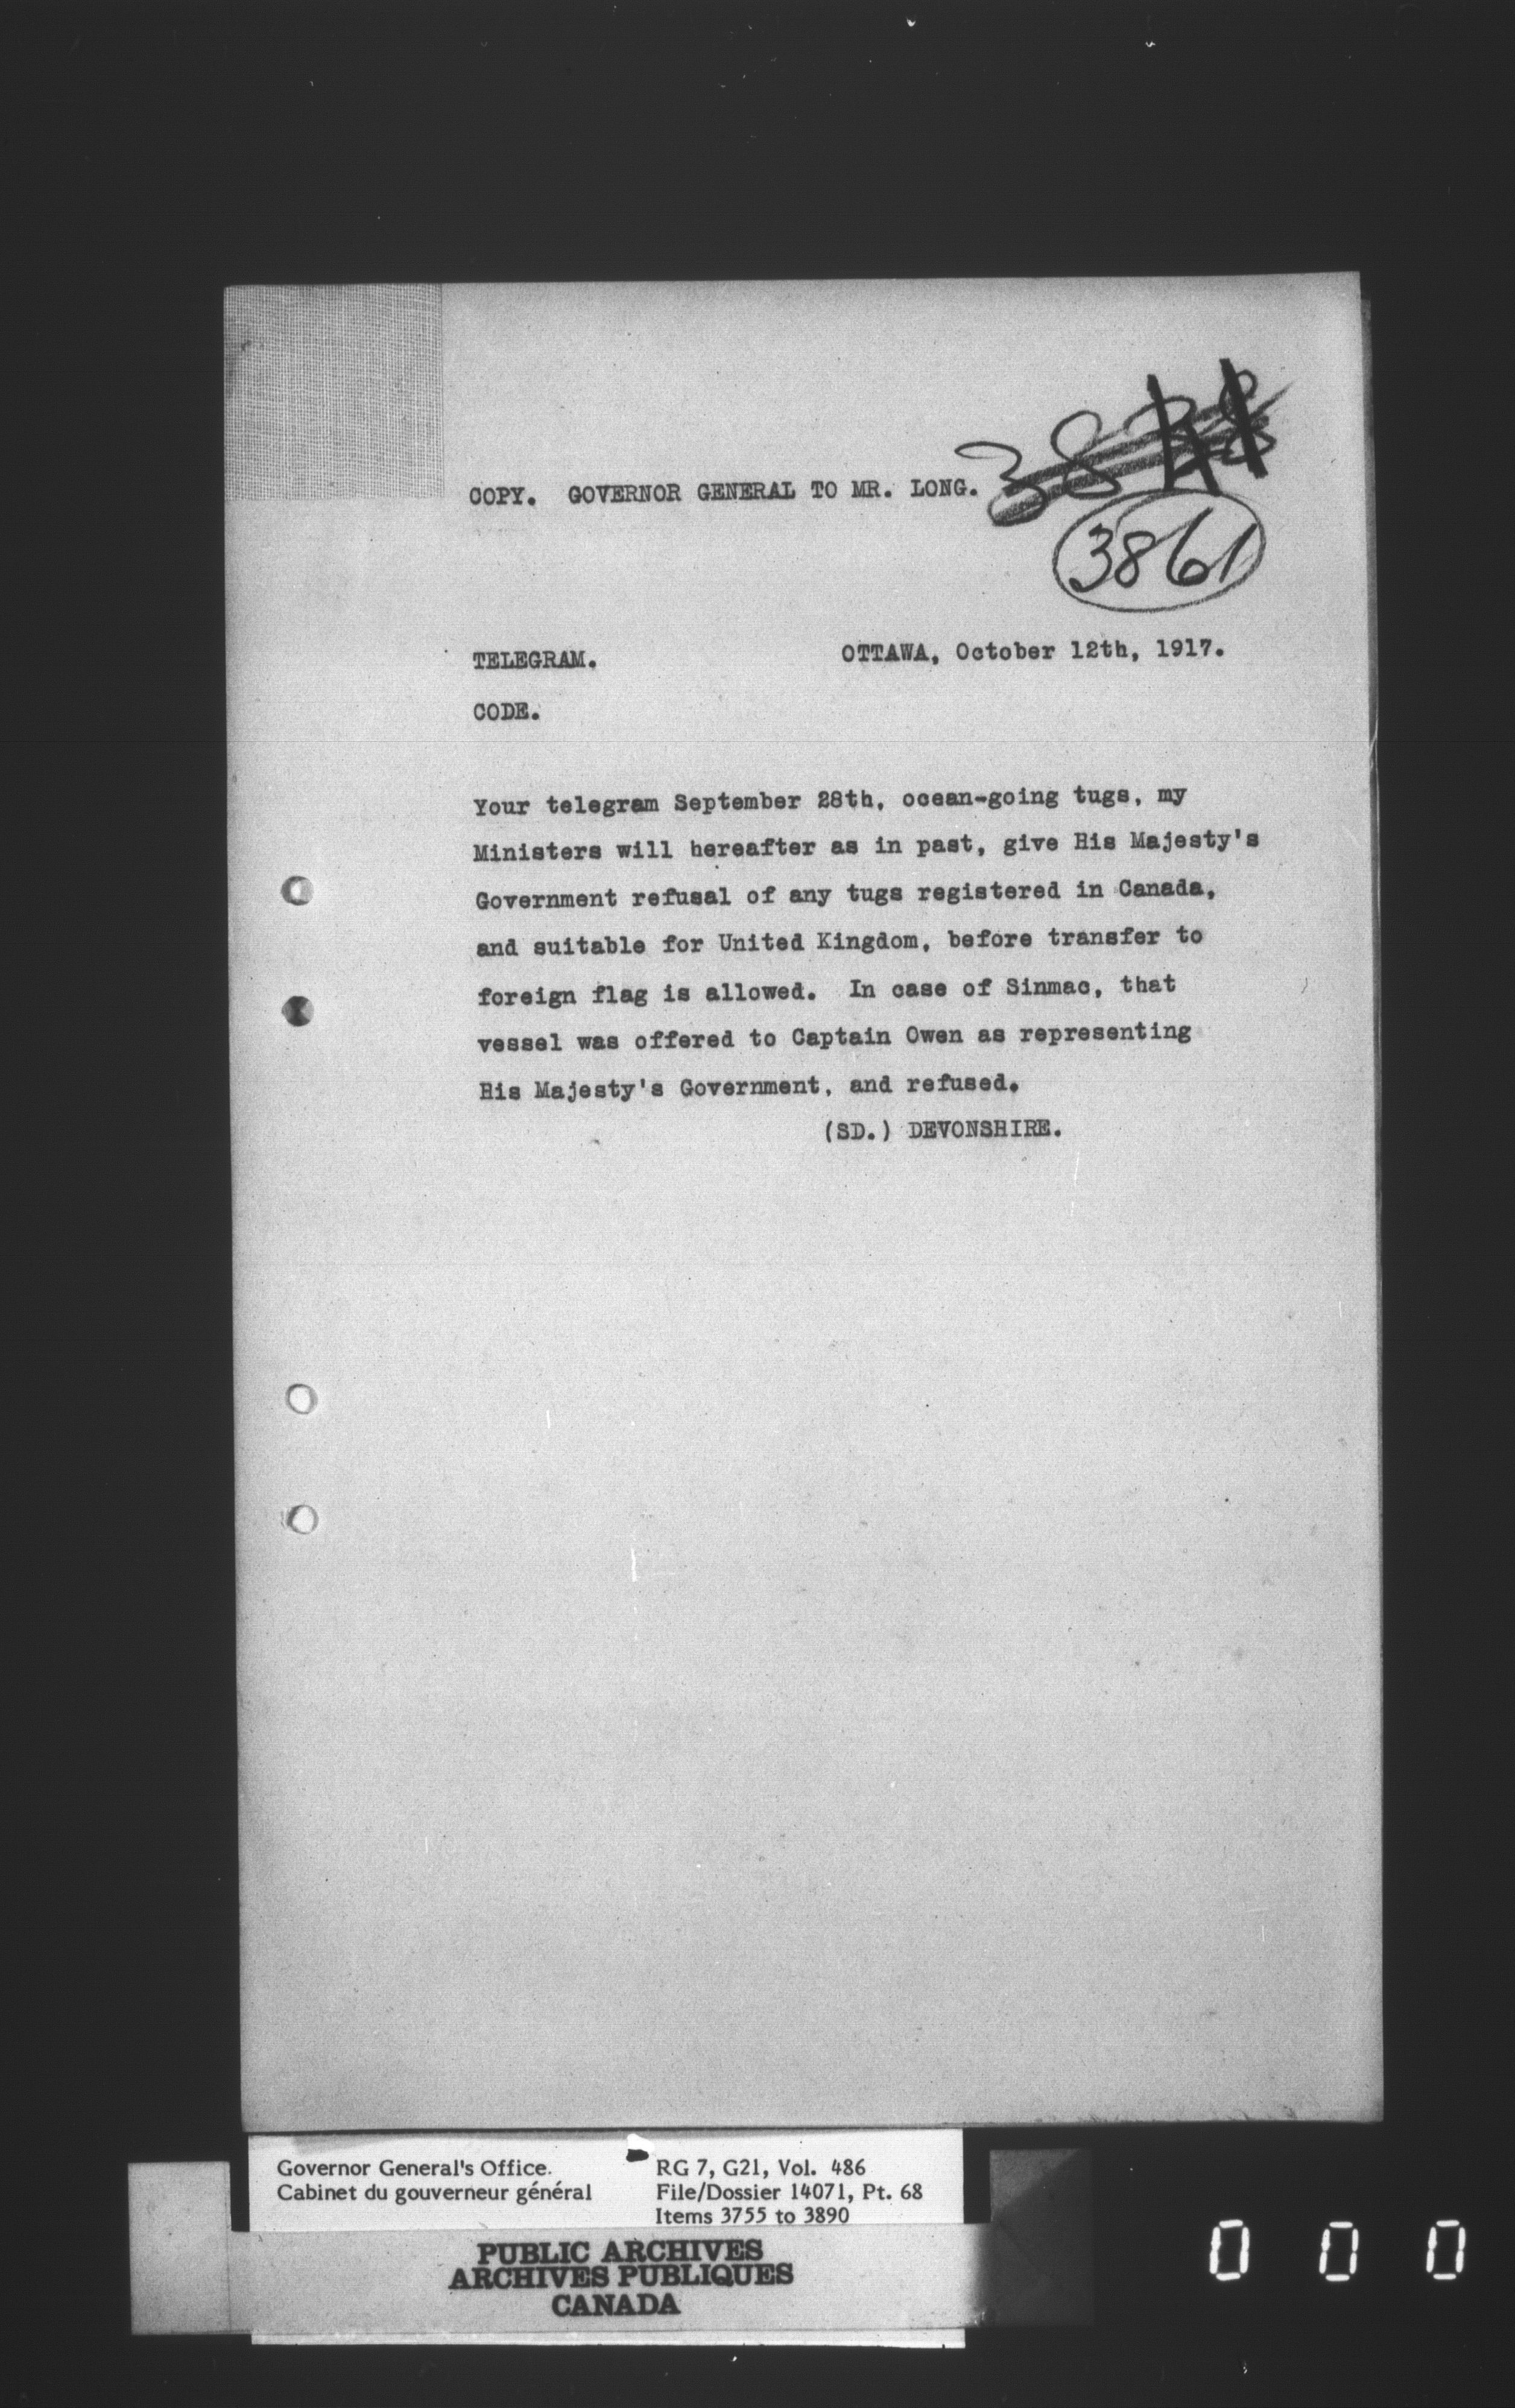 3838
COPY. GOVERNOR GENERAL TO MR. LONG.
3861
TELEGRAM. OTTAWA, October 12th, 1917.
CODE.
Your telegram September 28th, ocean-going tugs, my
Ministers will hereafter as in past, give His Majesty's
Government refusal of any tugs registered in Canada,
and suitable for United Kingdom, before transfer to
foreign flag is allowed. In case of Sinmac, that
vessel was offered to Captain Owen as representing
His Majesty's Government, and refused.
(SD.) DEVONSHIRE.
Governor General's Office. RG 7, G21, Vol. 486
Cabinet du gouverneur général File/Dossier 14071, Pt. 68
Items 3755 to 3890
PUBLIC ARCHIVES
ARCHIVES PUBLIQUES
CANADA
0 0 0